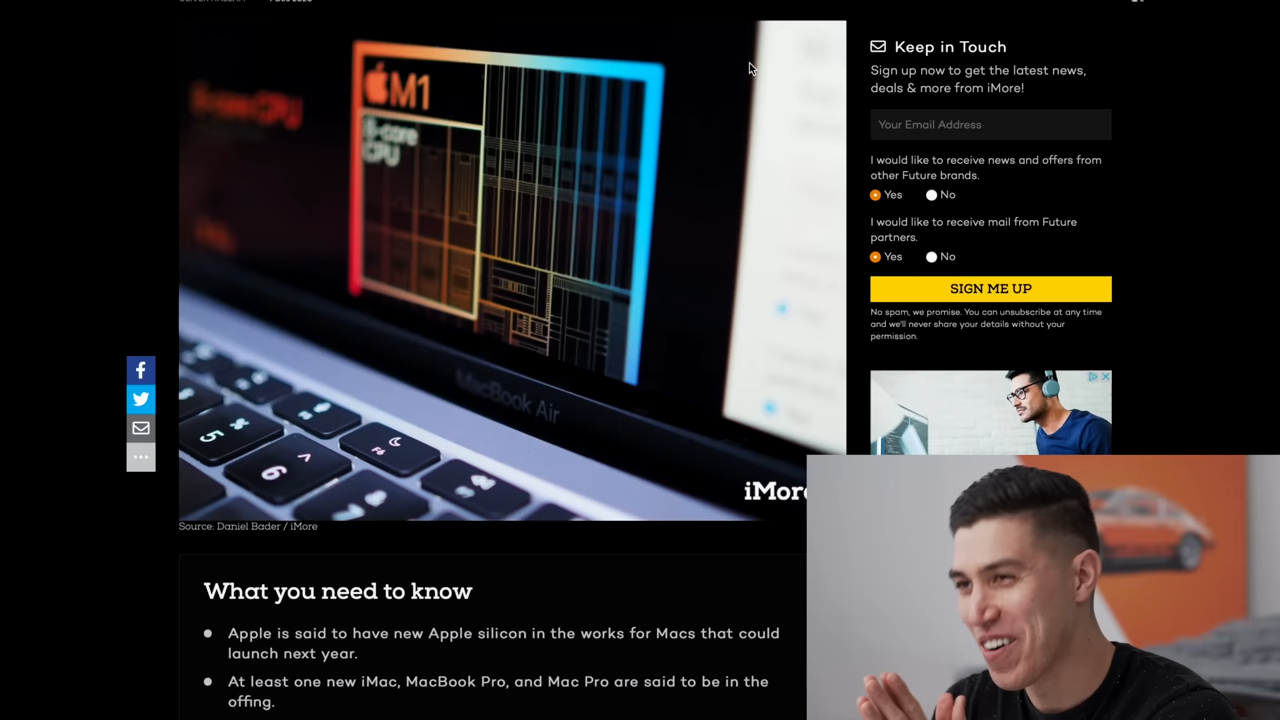 M1
8-core
CPU
MacBook Air
5
6
F6
iMore
Source: Daniel Bader / iMore
Keep in Touch
Sign up now to get the latest news,
deals & more from iMore!
Your Email Address
I would like to receive news and offers from
other Future brands.
Yes No
I would like to receive mail from Future
partners.
Yes No
SIGN ME UP
No spam, we promise. You can unsubscribe at any time
and we'll never share your details without your
permission.
What you need to know
Apple is said to have new Apple silicon in the works for Macs that could
launch next year.
At least one new iMac, MacBook Pro, and Mac Pro are said to be in the
offing.